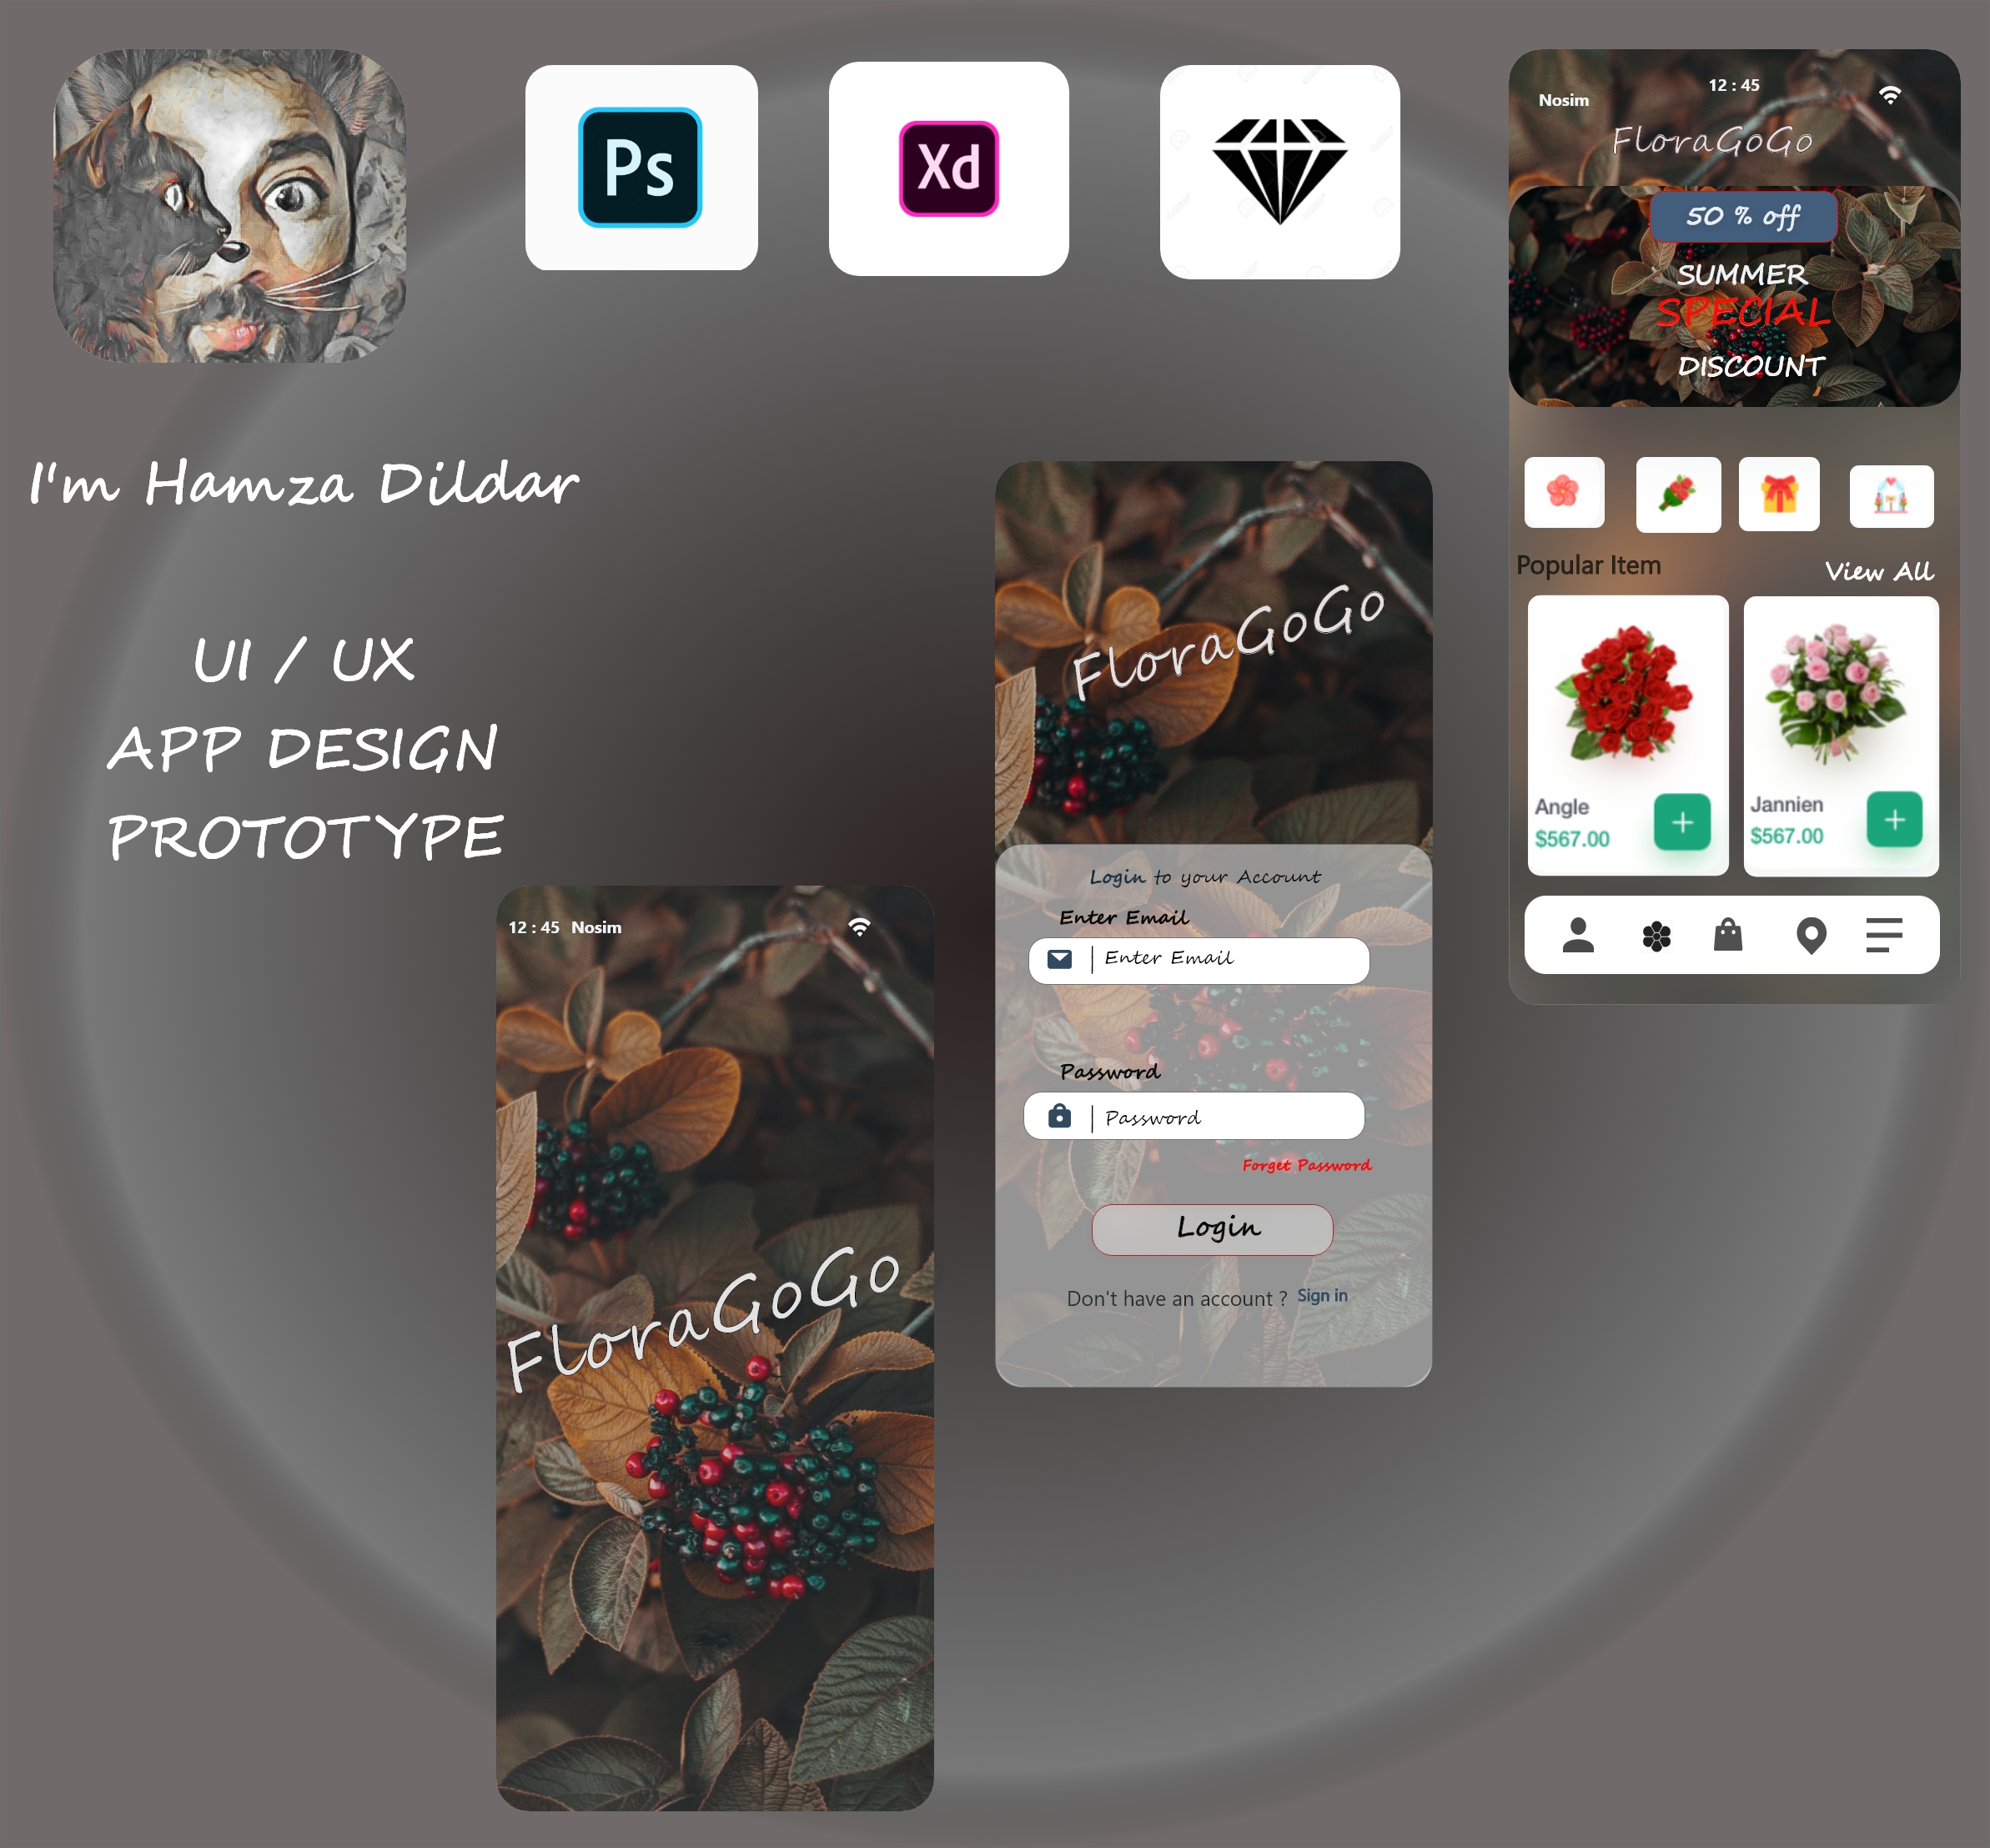 Ps
Xd
I'm Hamza Dildar
UI / UX
APP DESIGN
PROTOTYPE
12 : 45 Nosim
FloraGoGo
FloraGoGo
Login to your Account
Enter Email
Enter Email
Password
Password
Forget Password
Login
Don't have an account ? Sign in
12 : 45
Nosim
FloraGoGo
50 % off
SUMMER
SPECIAL
DISCOUNT
Popular Item
View All
Angle
$567.00
Jannien
$567.00